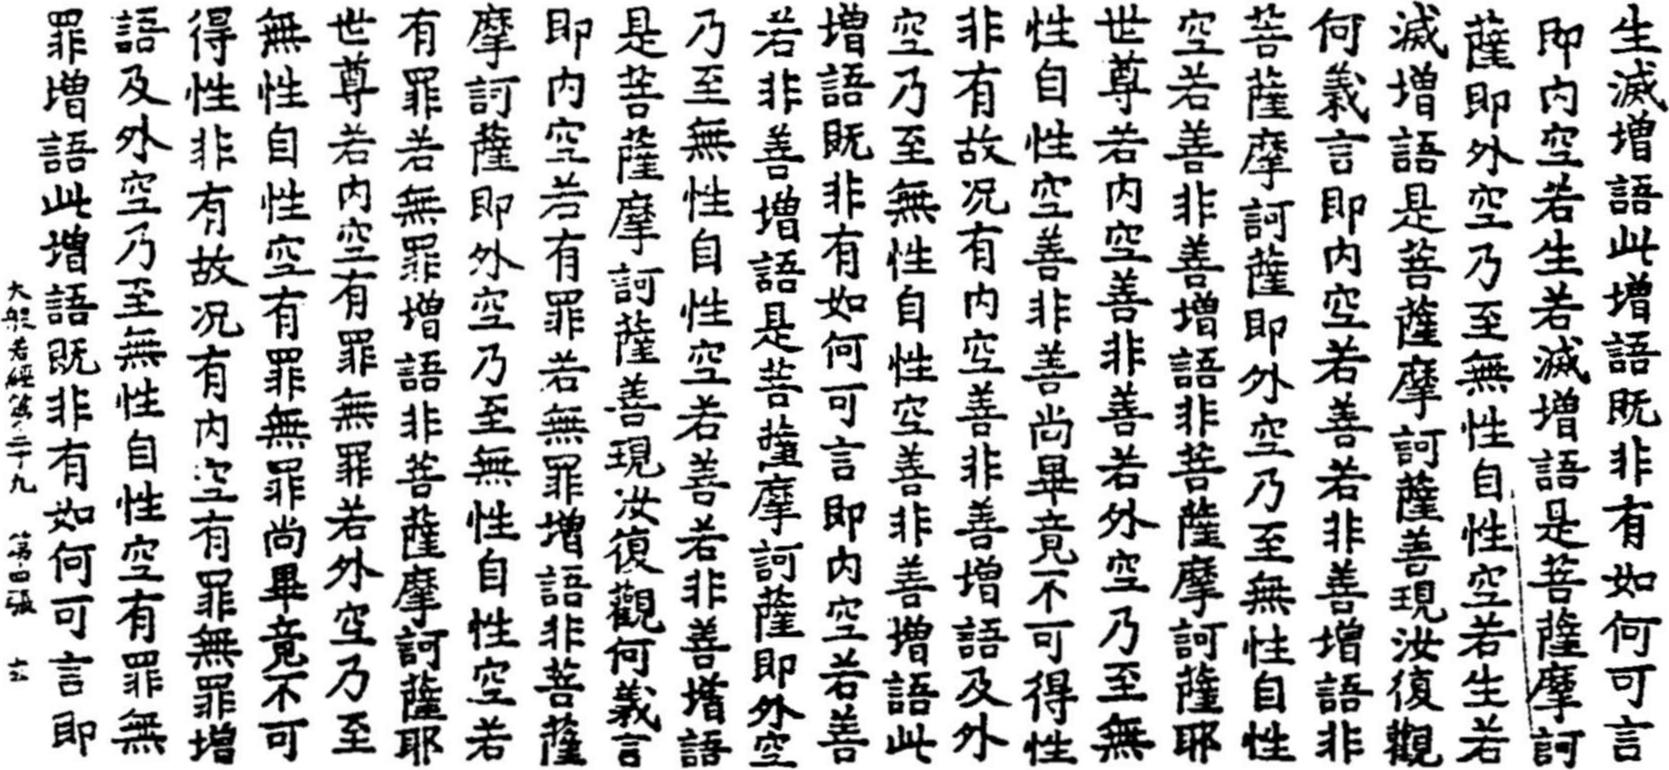 生滅增語此增語既非有如何可言
即內空若生若滅增語是菩薩摩訶
薩即外空乃至無性自性空若生若
滅增語是菩薩摩訶薩善現汝復觀
何義言即內空若善若非善增語非
菩薩摩訶薩即外空乃至無性自性
空若善非善增語非菩薩摩訶薩耶
世尊若內空善非善若外空乃至無
性自性空善非善尚畢竟不可得性
非有故况有內空善非善增語及外
空乃至無性自性空善非善增語此
增語既非有如何可言即內空若善
若非善增語是菩薩摩訶薩即外空
乃至無性自性空若善若非善增語
是菩薩摩訶薩善現汝復觀何義言
即內空若有罪若無罪增語非菩薩
摩訶薩即外空乃至無性自性空若
有罪若無罪增語非菩薩摩訶薩耶
世尊若內空有罪無罪若外空乃至
無性自性空有罪無罪尚畢竟不可
得性非有故况有內空有罪無罪增
語及外空乃至無性自性空有罪無
罪增語此增語既非有如何可言即
大般若經第二十九 第四張